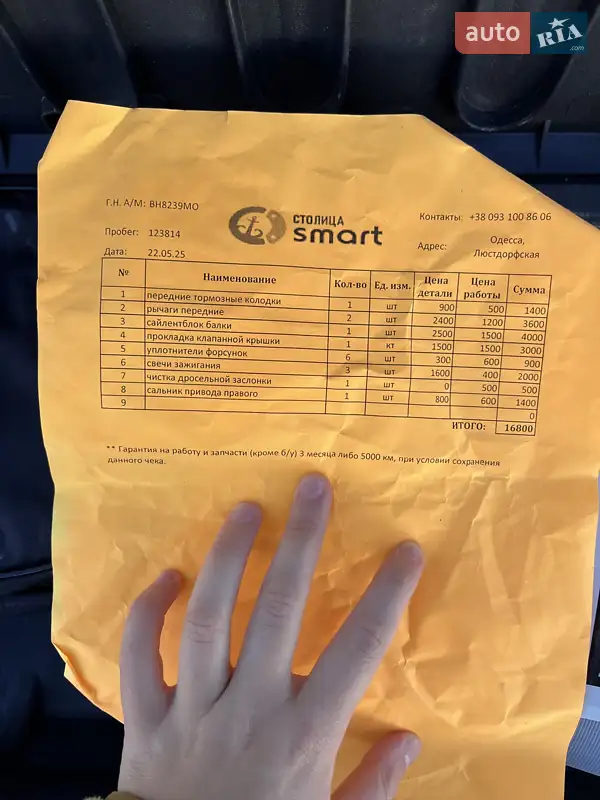 auto RIA .com
Г.Н. А/М: ВН8239МО
СТОЛИЦА
smart
Контакты: +38 093 100 86 06
Пробег: 123814
Адрес: Одесса,
Люстдорфская
Дата: 22.05.25
№ Наименование Кол-во Ед. изм. Цена детали Цена работы Сумма
1 передние тормозные колодки 1 шт 900 500 1400
2 рычаги передние 2 шт 2400 1200 3600
3 сайлентблок балки 1 шт 2500 1500 4000
4 прокладка клапанной крышки 1 кт 1500 1500 3000
5 уплотнители форсунок 6 шт 300 600 900
6 свечи зажигания 3 шт 1600 400 2000
7 чистка дросельной заслонки 1 шт 0 500 500
8 сальник привода правого 1 шт 800 600 1400
9 0
ИТОГО: 16800
** Гарантия на работу и запчасти (кроме б/у) 3 месяца либо 5000 км, при условии сохранения
данного чека.